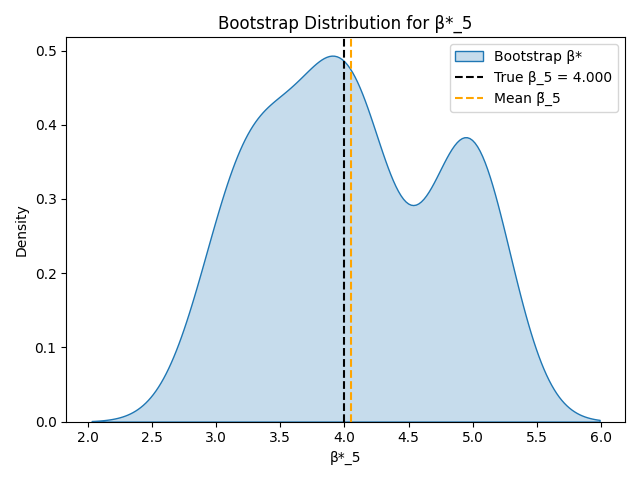 Bootstrap Distribution for β*_5
Bootstrap β*
True β_5 = 4.000
Mean β̂_5
Density
0.5
0.4
0.3
0.2
0.1
0.0
2.0 2.5 3.0 3.5 4.0 4.5 5.0 5.5 6.0
β*_5